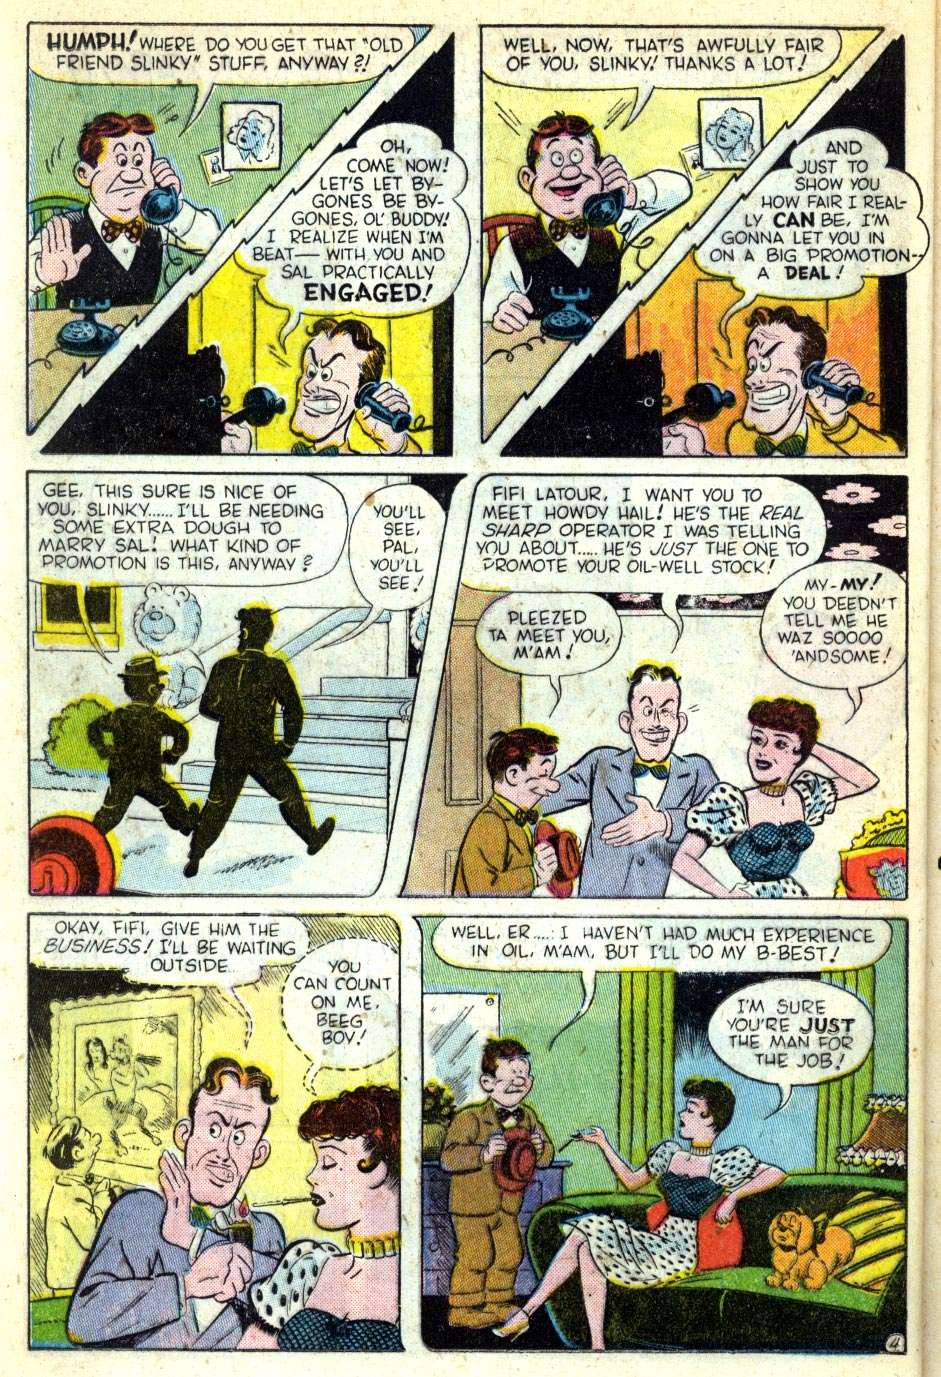 HUMPH! WHERE DO YOU GET THAT "OLD
FRIEND SLINKY" STUFF, ANYWAY?!
OH,
COME NOW!
LET'S LET BY-
GONES BE BY-
GONES, OL' BUDDY!
I REALIZE WHEN I'M
BEAT— WITH YOU AND
SAL PRACTICALLY
ENGAGED!
WELL, NOW, THAT'S AWFULLY FAIR
OF YOU, SLINKY! THANKS A LOT!
AND
JUST TO
SHOW YOU
HOW FAIR I REAL-
LY CAN BE, I'M
GONNA LET YOU IN
ON A BIG PROMOTION--
A DEAL!
GEE, THIS SURE IS NICE OF
YOU, SLINKY..... I'LL BE NEEDING
SOME EXTRA DOUGH TO
MARRY SAL! WHAT KIND OF
PROMOTION IS THIS, ANYWAY?
YOU'LL
SEE,
PAL,
YOU'LL
SEE!
FIFI LATOUR, I WANT YOU TO
MEET HOWDY HAIL! HE'S THE REAL
SHARP OPERATOR I WAS TELLING
YOU ABOUT..... HE'S JUST THE ONE TO
PROMOTE YOUR OIL-WELL STOCK!
PLEEZED
TA MEET YOU,
M'AM!
MY-MY!
YOU DEEDN'T
TELL ME HE
WAZ SOOOO
'ANDSOME!
OKAY, FIFI, GIVE HIM THE
BUSINESS! I'LL BE WAITING
OUTSIDE..
YOU
CAN COUNT
ON ME,
BEEG
BOY!
WELL, ER....: I HAVEN'T HAD MUCH EXPERIENCE
IN OIL, M'AM, BUT I'LL DO MY B-BEST!
I'M SURE
YOU'RE JUST
THE MAN FOR
THE JOB!
4